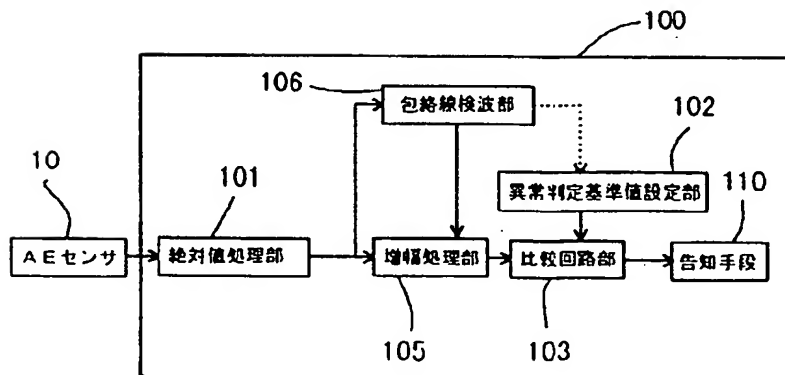 100
106
包絡線検波部
102
10
101
異常判定基準値設定部
110
AEセンサ
絶対値処理部
増幅処理部
比較回路部
告知手段
105
103